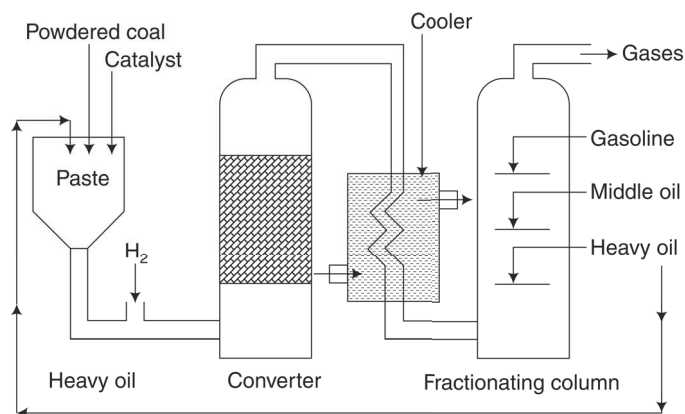 Powdered coal
Catalyst
Cooler
Gases
Paste
Gasoline
Middle oil
Heavy oil
H2
Heavy oil
Converter
Fractionating column